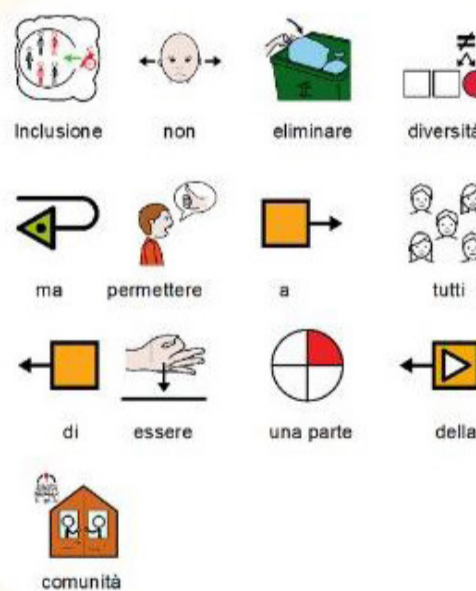 Inclusione non eliminare diversità
ma permettere a tutti
di essere una parte della
comunità